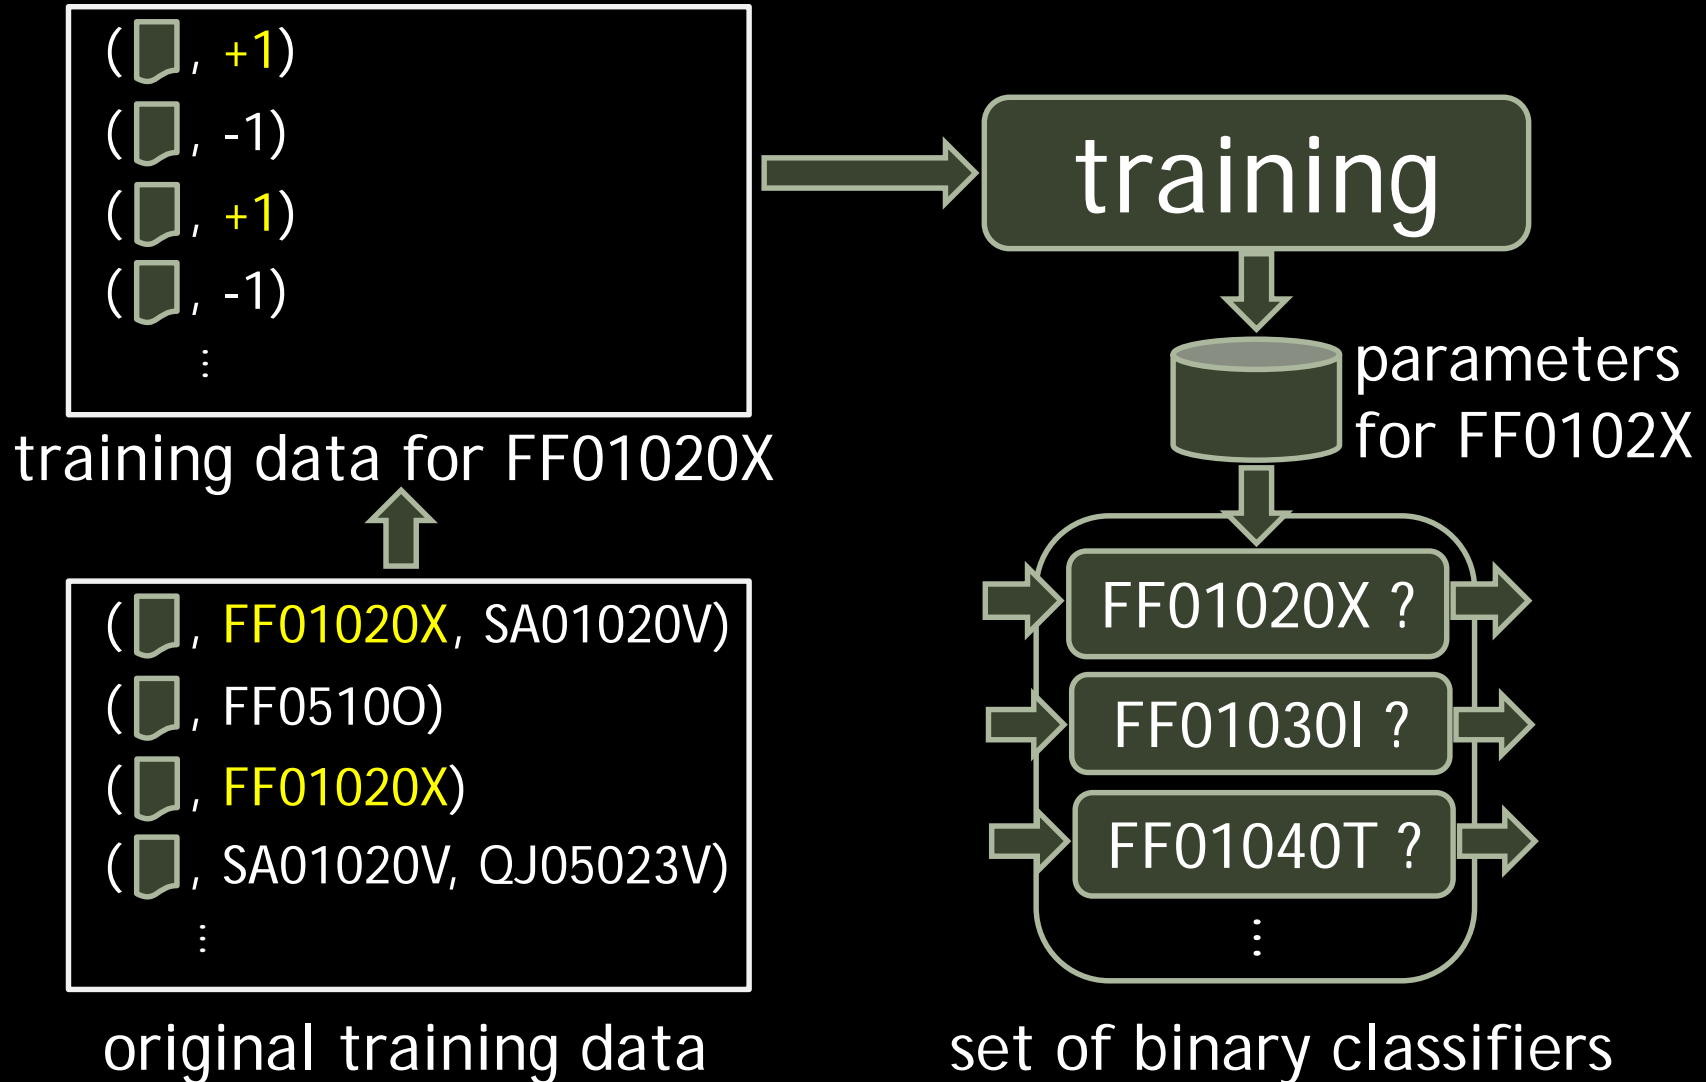 ( , +1)
( , -1)
( , +1)
( , -1)
⋮
training data for FF01020X
( , FF01020X, SA01020V)
( , FF0510O)
( , FF01020X)
( , SA01020V, QJ05023V)
⋮
original training data
training
parameters
for FF0102X
FF01020X ?
FF01030I ?
FF01040T ?
⋮
set of binary classifiers